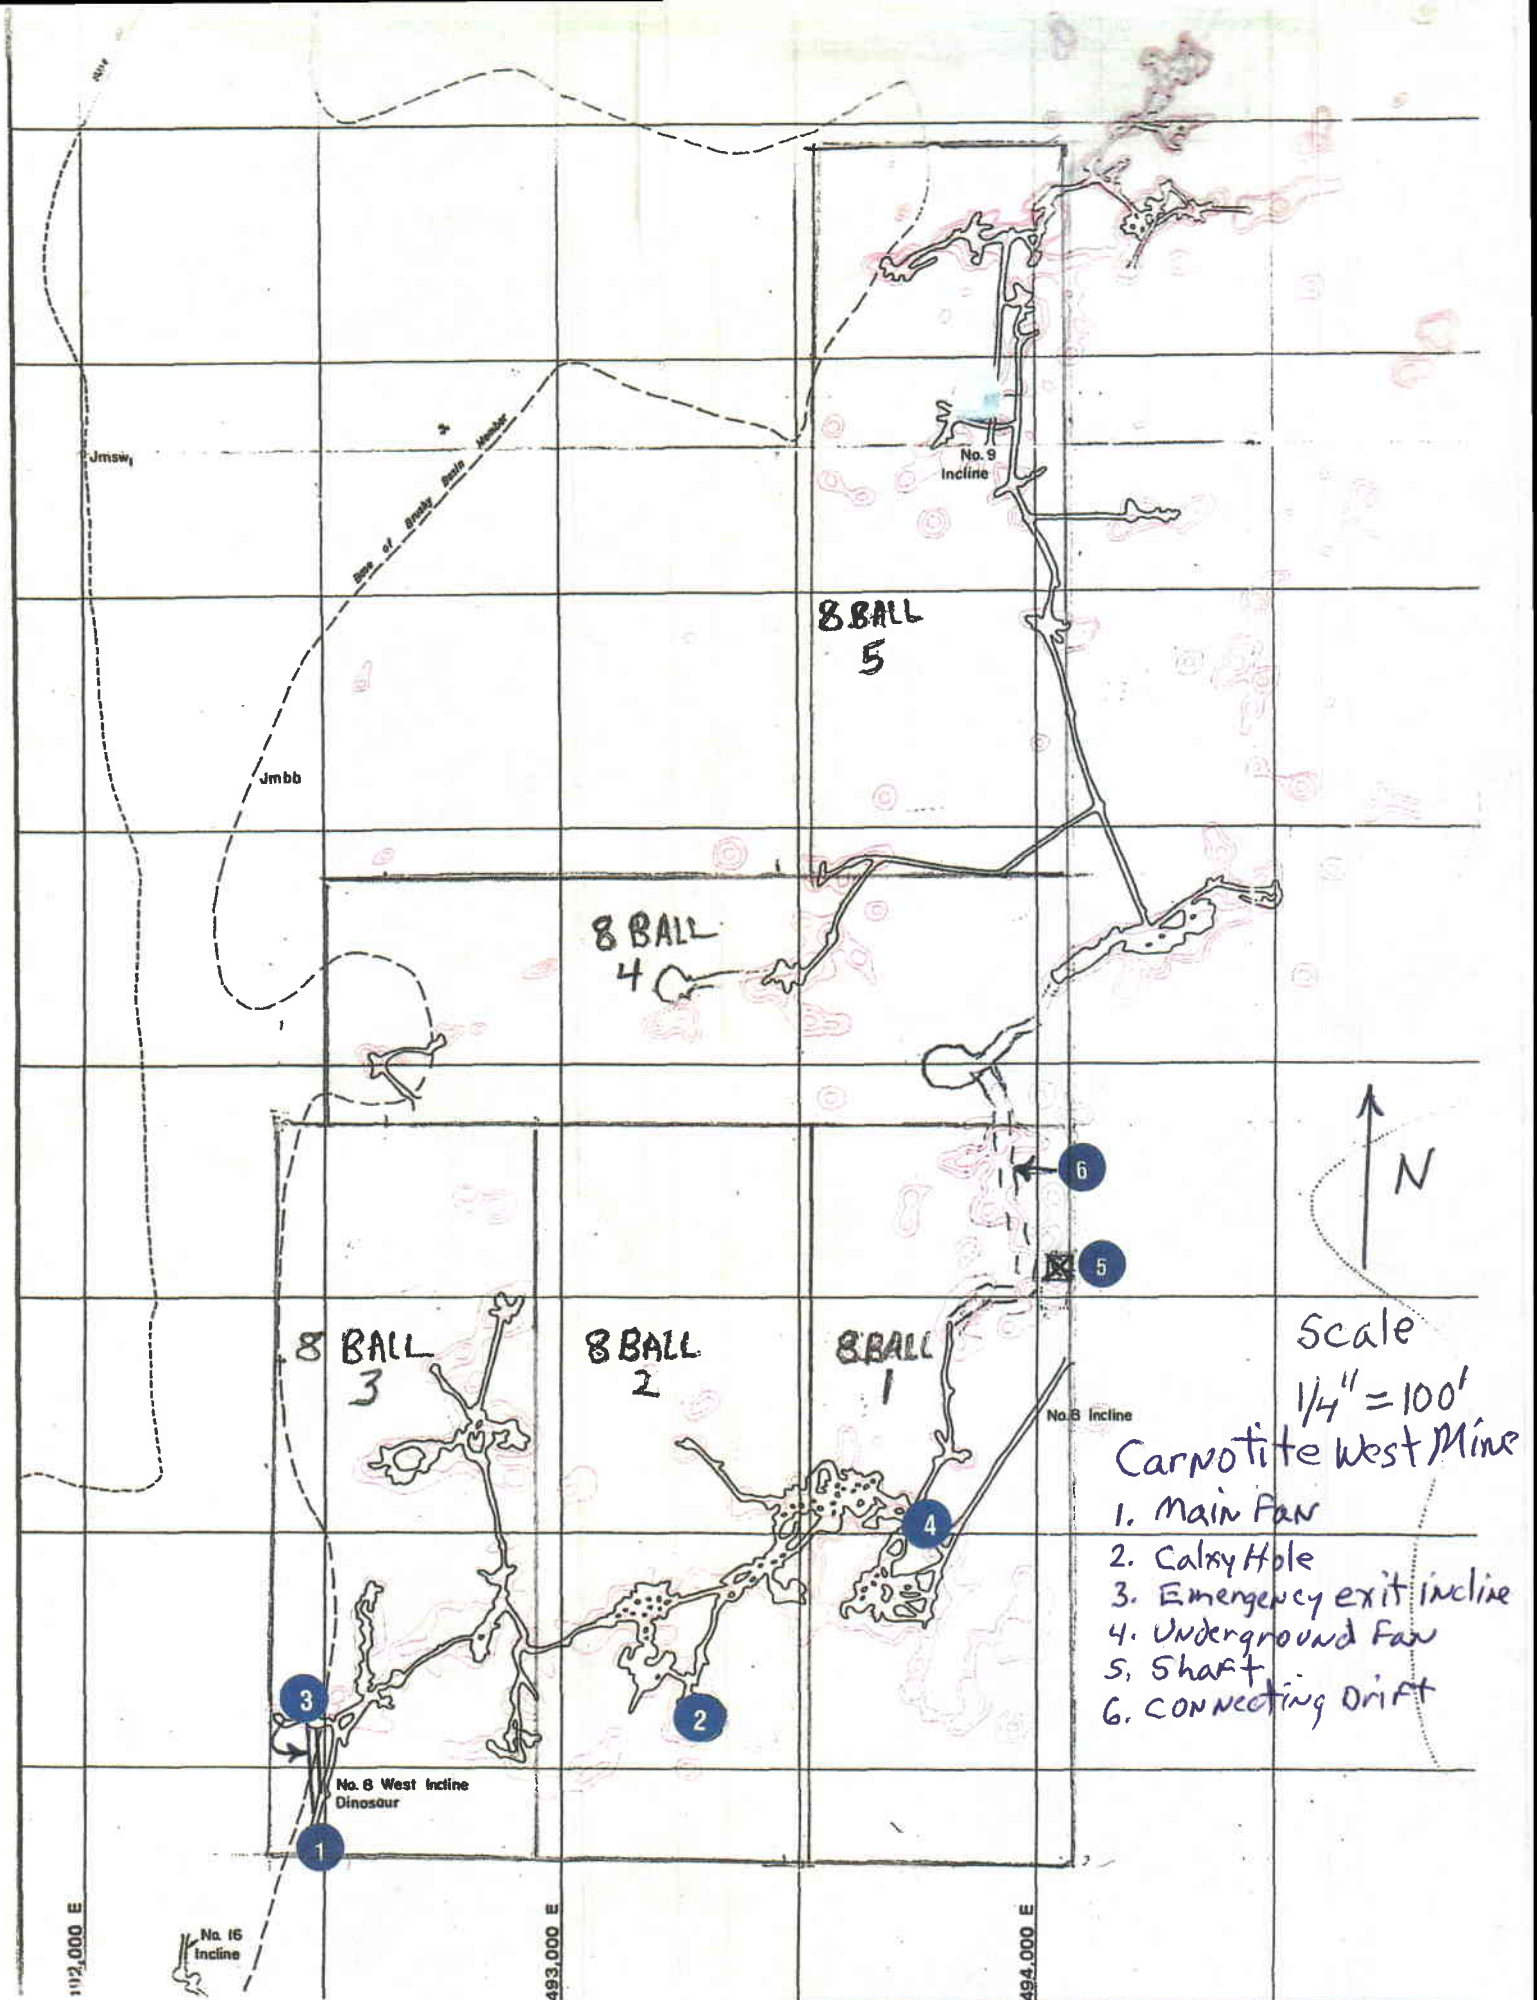 Jmsw₁
Base of Brushy Basin Member
No. 9
Incline
8 BALL
5
Jmbb
8 BALL
4
6
5
N
Scale
1/4" = 100'
8 BALL
3
8 BALL
2
8 BALL
1
No. 8 Incline
Carnotite West Mine
1. Main Fan
2. Calxy Hole
3. Emergency exit incline
4. Underground Fan
5. Shaft
6. Connecting Drift
4
3
2
No. 8 West Incline
Dinosaur
1
No. 16
Incline
493,000 E
494,000 E